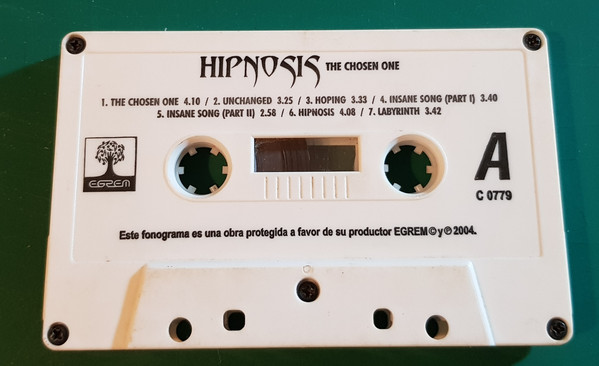 HIPNOSIS THE CHOSEN ONE
1. THE CHOSEN ONE 4.10 / 2. UNCHANGED 3.25 / 3. HOPING 3.33 / 4. INSANE SONG (PART I) 3.40
5. INSANE SONG (PART II) 2.58 / 6. HIPNOSIS 4.08 / 7. LABYRINTH 3.42
EGREM
A
C 0779
Este fonograma es una obra protegida a favor de su productor EGREM©y℗2004.